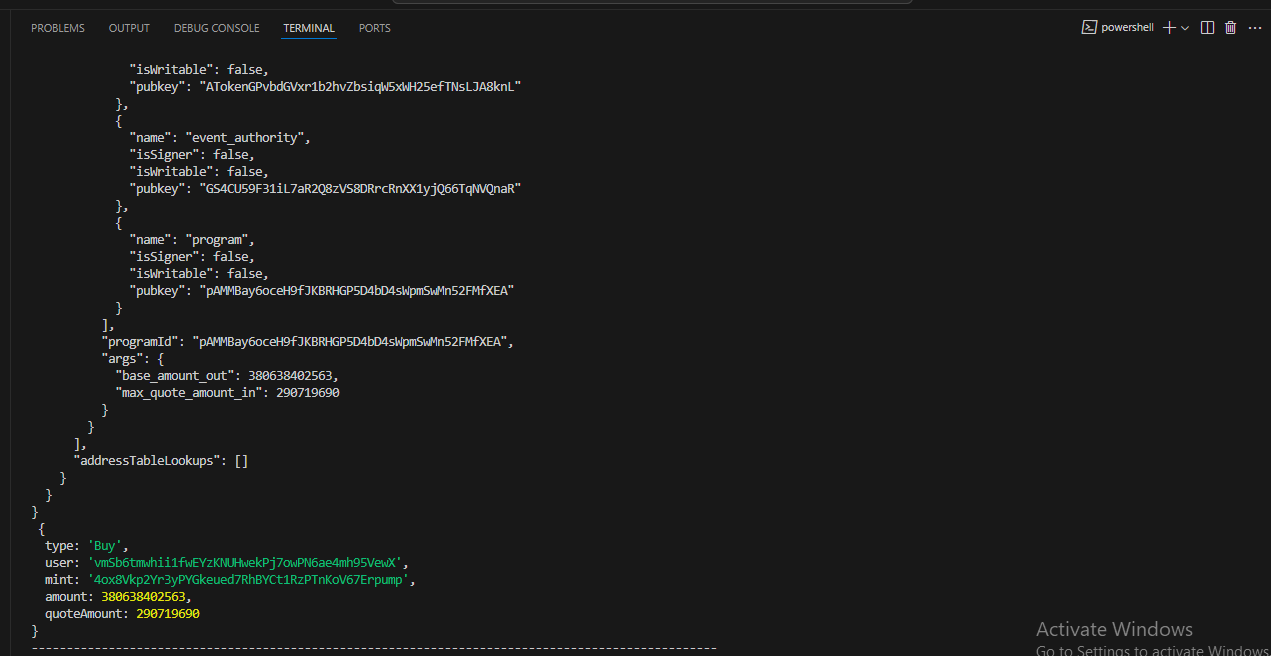 PROBLEMS OUTPUT DEBUG CONSOLE TERMINAL PORTS powershell
"isWritable": false,
"pubkey": "ATokenGPvbdGVxr1b2hvZbsiqW5xWH25efTNsLJA8knL"
},
{
"name": "event_authority",
"isSigner": false,
"isWritable": false,
"pubkey": "GS4CU59F31iL7aR2Q8zVS8DRrcRnXX1yjQ66TqNVQnaR"
},
{
"name": "program",
"isSigner": false,
"isWritable": false,
"pubkey": "pAMMBay6oceH9fJKBRHGP5D4bD4sWpmSwMn52FMfXEA"
}
],
"programId": "pAMMBay6oceH9fJKBRHGP5D4bD4sWpmSwMn52FMfXEA",
"args": {
"base_amount_out": 380638402563,
"max_quote_amount_in": 290719690
}
}
],
"addressTableLookups": []
}
}
}
{
type: 'Buy',
user: 'vmSb6tmwhii1fwEYzKNUHwekPj7owPN6ae4mh95VewX',
mint: '4ox8Vkp2Yr3yPYGkeued7RhBYCt1RzPTnKoV67Erpump',
amount: 380638402563,
quoteAmount: 290719690
}
--------------------------------------------------------------------------------------------------
Activate Windows
Go to Settings to activate Windows